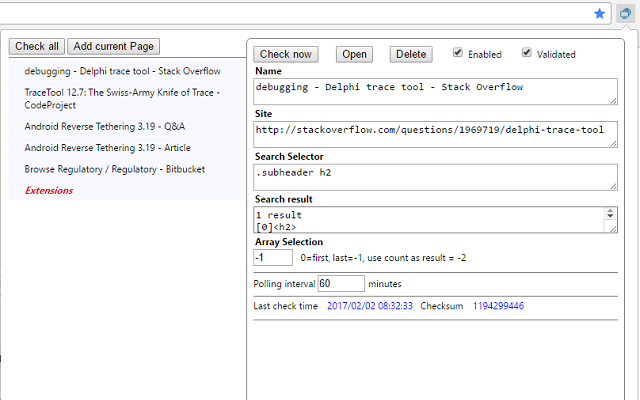 Check all
Add current Page
debugging - Delphi trace tool - Stack Overflow
TraceTool 12.7: The Swiss-Army Knife of Trace -
CodeProject
Android Reverse Tethering 3.19 - Q&A
Android Reverse Tethering 3.19 - Article
Browse Regulatory / Regulatory - Bitbucket
Extensions
Check now
Open
Delete
Enabled
Validated
Name
debugging - Delphi trace tool - Stack Overflow
Site
http://stackoverflow.com/questions/1969719/delphi-trace-tool
Search Selector
.subheader h2
Search result
1 result
[0]<h2>
Array Selection
-1 0=first, last=-1, use count as result = -2
Polling interval 60 minutes
Last check time 2017/02/02 08:32:33 Checksum 1194299446